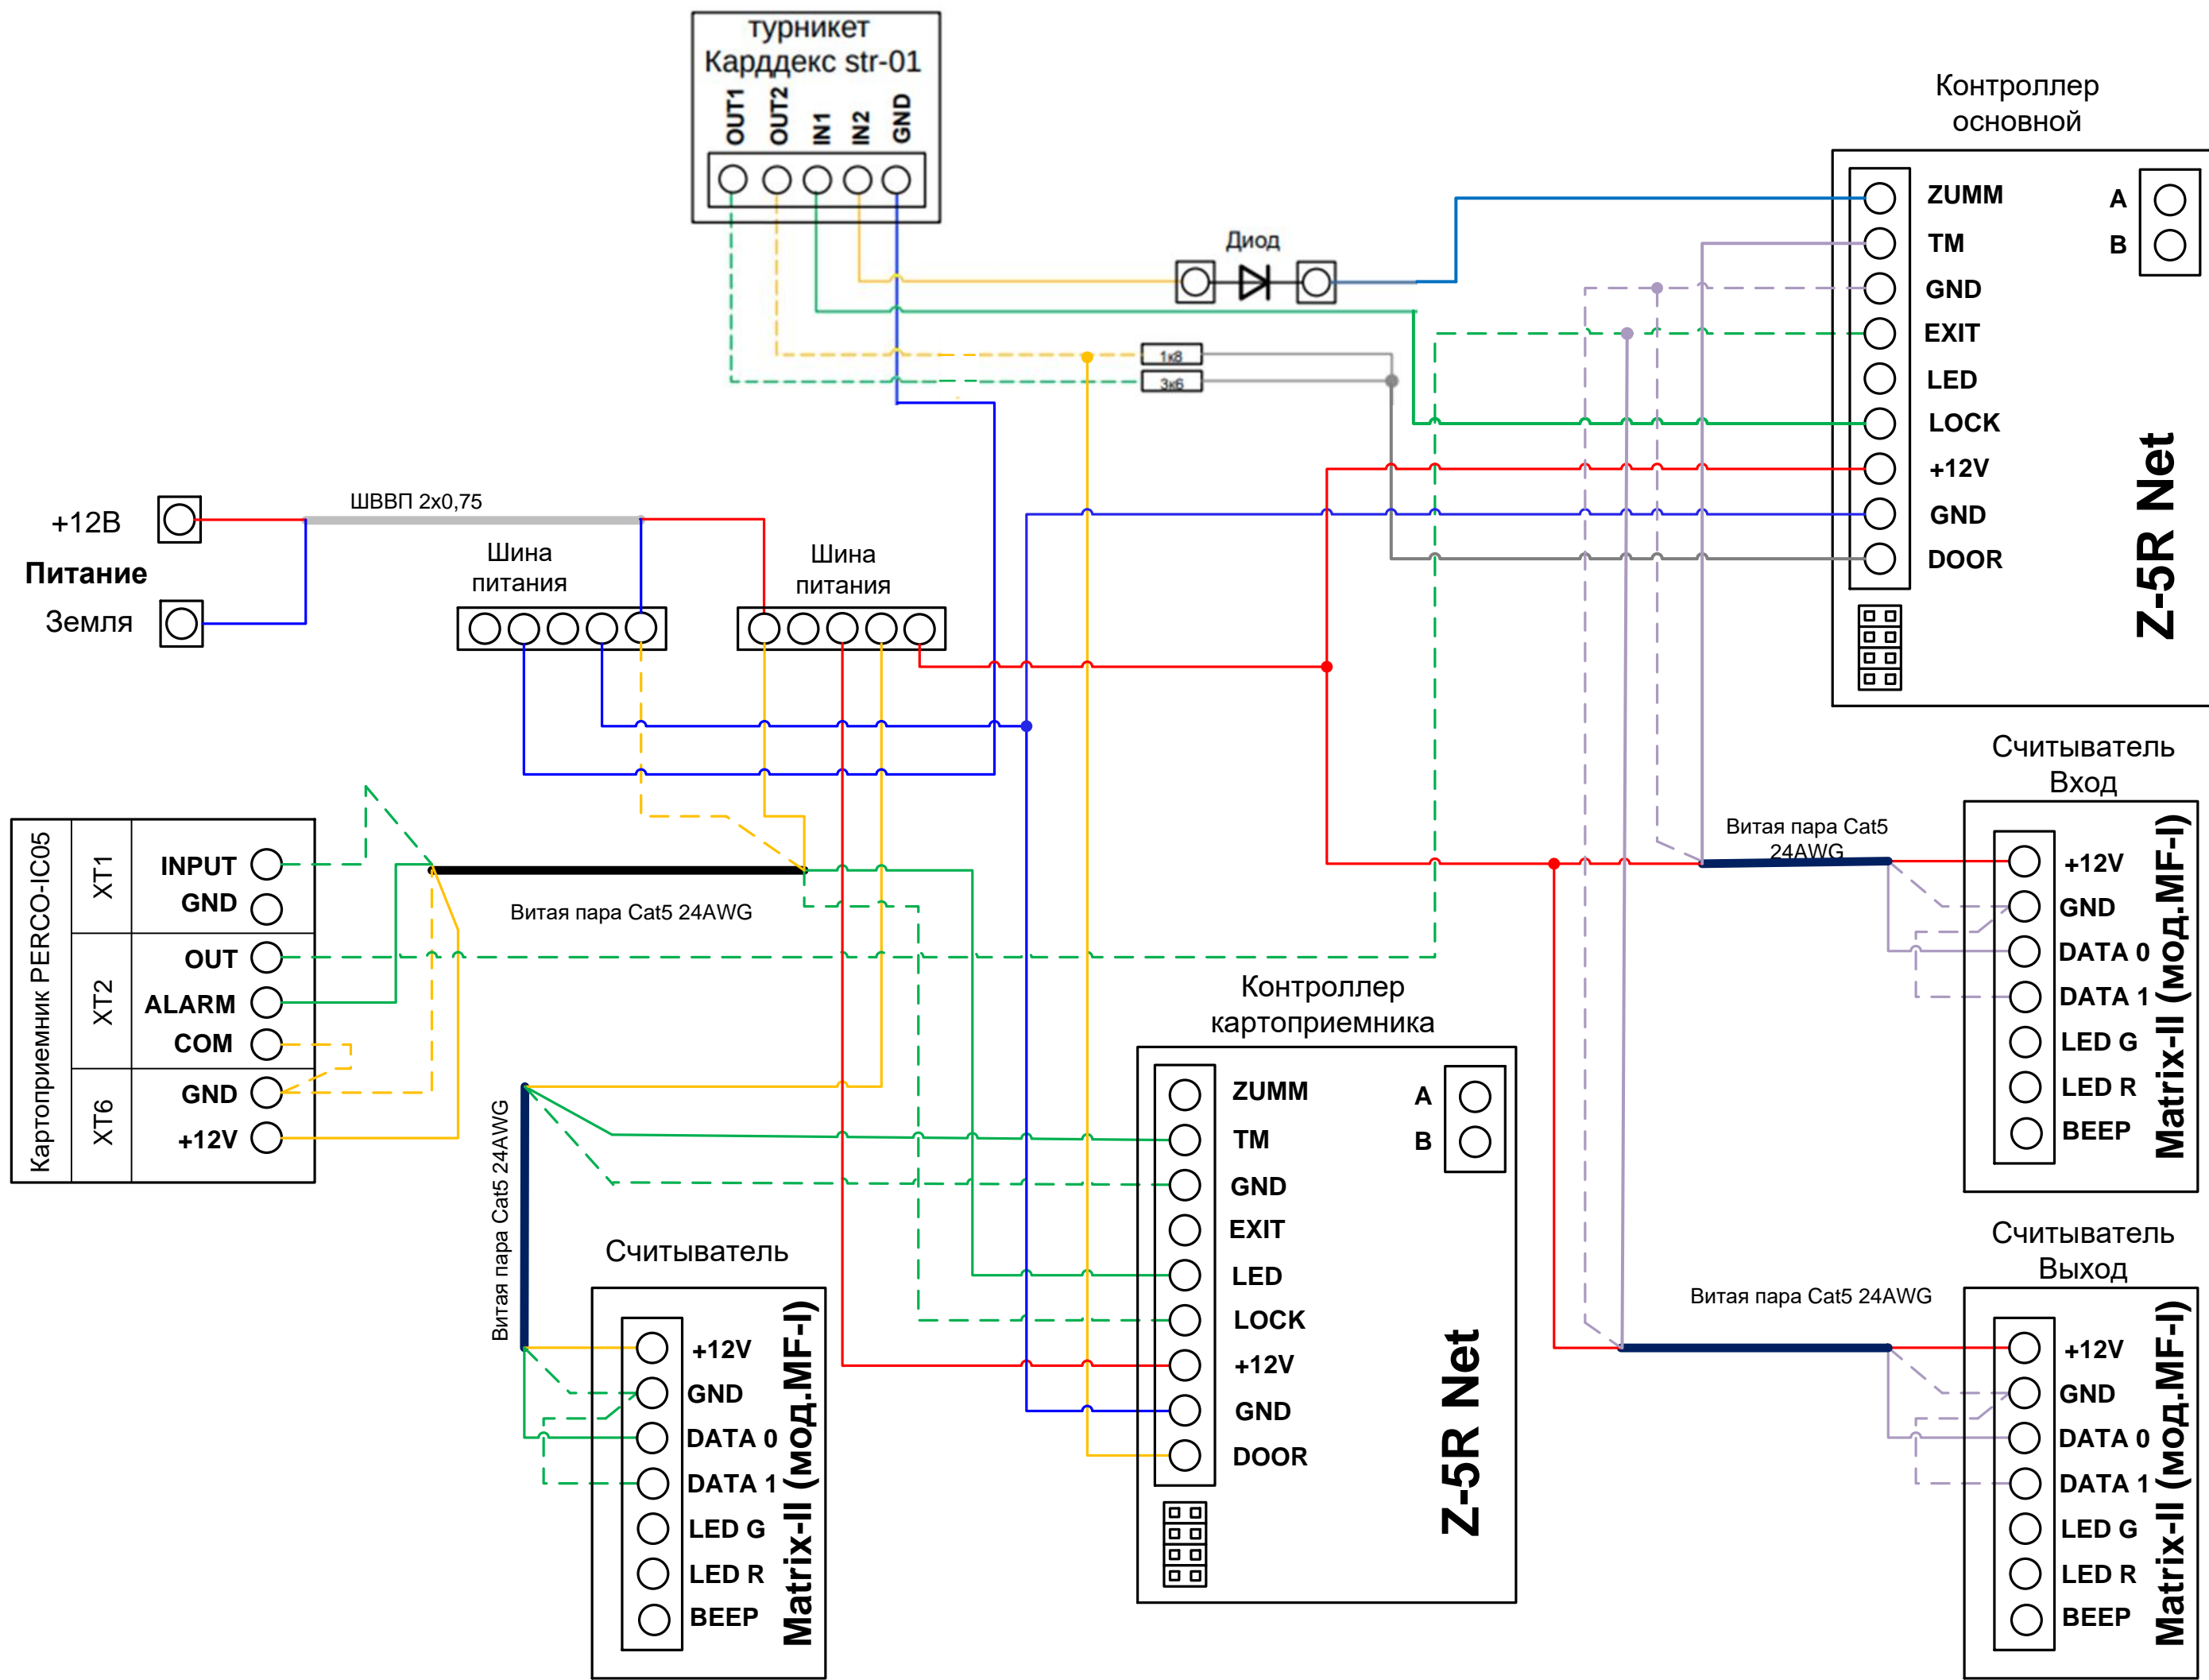 турникет
Карддекс str-01
OUT1
OUT2
IN1
IN2
GND
Диод
1к8
3к6
Контроллер
основной
ZUMM
TM
GND
EXIT
LED
LOCK
+12V
GND
DOOR
A
B
Z-5R Net
+12В
Питание
Земля
ШВВП 2х0,75
Шина
питания
Шина
питания
Картоприемник PERCO-IC05
XT1
INPUT
GND
XT2
OUT
ALARM
COM
XT6
GND
+12V
Витая пара Cat5 24AWG
Витая пара Cat5 24AWG
Считыватель
+12V
GND
DATA 0
DATA 1
LED G
LED R
BEEP
Matrix-II (мод.MF-I)
Контроллер
картоприемника
ZUMM
TM
GND
EXIT
LED
LOCK
+12V
GND
DOOR
A
B
Z-5R Net
Считыватель
Вход
Витая пара Cat5
24AWG
+12V
GND
DATA 0
DATA 1
LED G
LED R
BEEP
Matrix-II (мод.MF-I)
Считыватель
Выход
Витая пара Cat5 24AWG
+12V
GND
DATA 0
DATA 1
LED G
LED R
BEEP
Matrix-II (мод.MF-I)